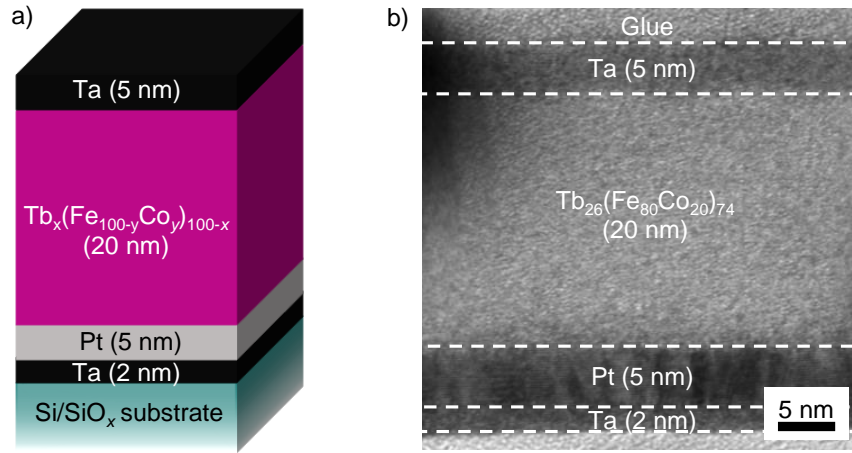 a)
Ta (5 nm)
Tbₓ(Fe₁₀₀₋yCoy)₁₀₀₋ₓ
(20 nm)
Pt (5 nm)
Ta (2 nm)
Si/SiOₓ substrate
b)
Glue
Ta (5 nm)
Tb₂₆(Fe₈₀Co₂₀)₇₄
(20 nm)
Pt (5 nm)
Ta (2 nm)
5 nm